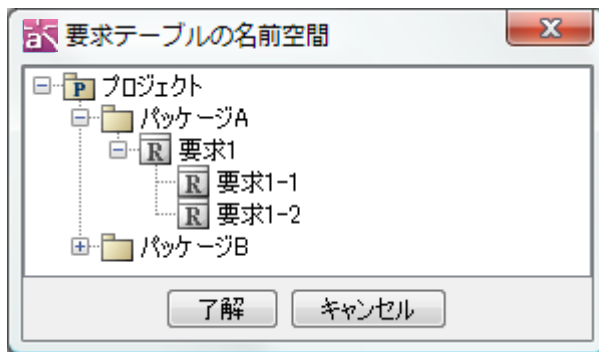 要求テーブルの名前空間
プロジェクト
パッケージA
要求1
要求1-1
要求1-2
パッケージB
了解 キャンセル